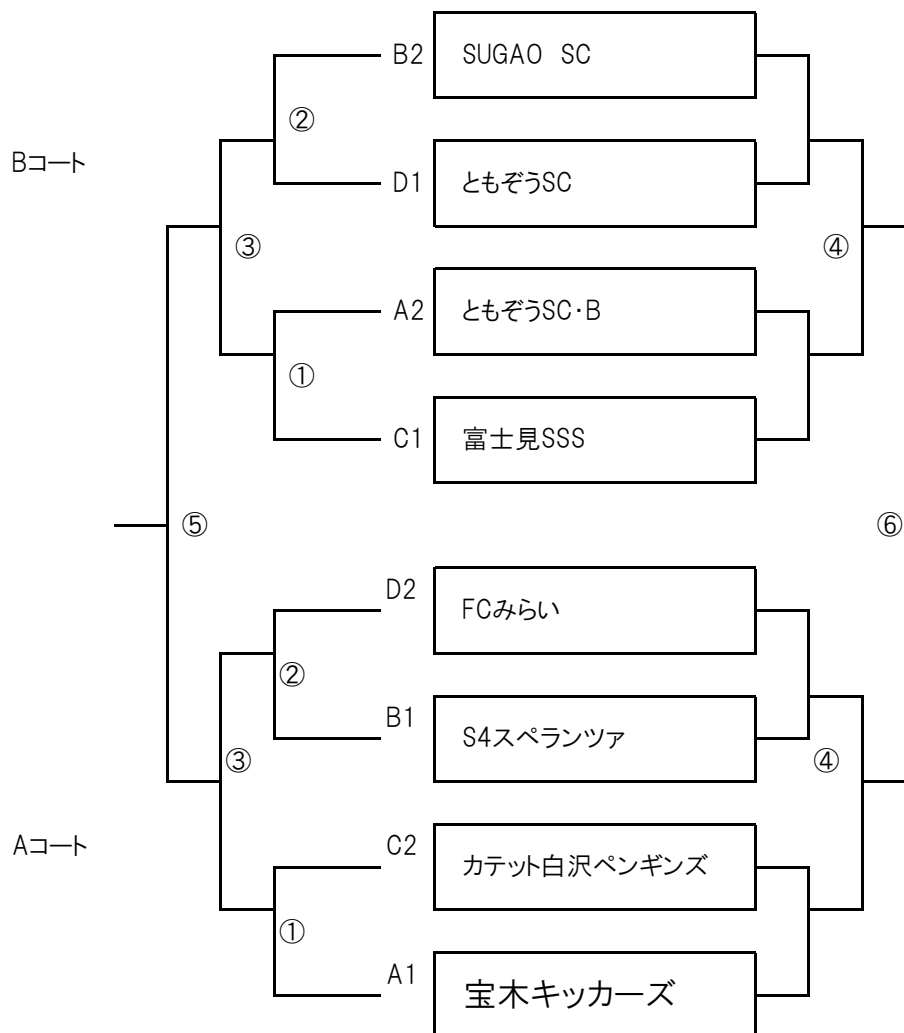 B2 SUGAO SC
②
Bコート
D1 ともぞうSC
③ ④
A2 ともぞうSC・B
①
C1 富士見SSS
⑤ ⑥
D2 FCみらい
②
B1 S4スペランツァ
③ ④
Aコート
C2 カテット白沢ペンギンズ
①
A1 宝木キッカーズ